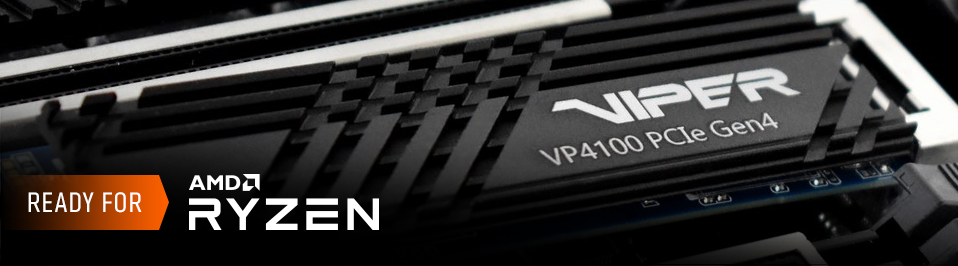 VIPER
VP4100 PCIe Gen4
READY FOR
AMD
RYZEN